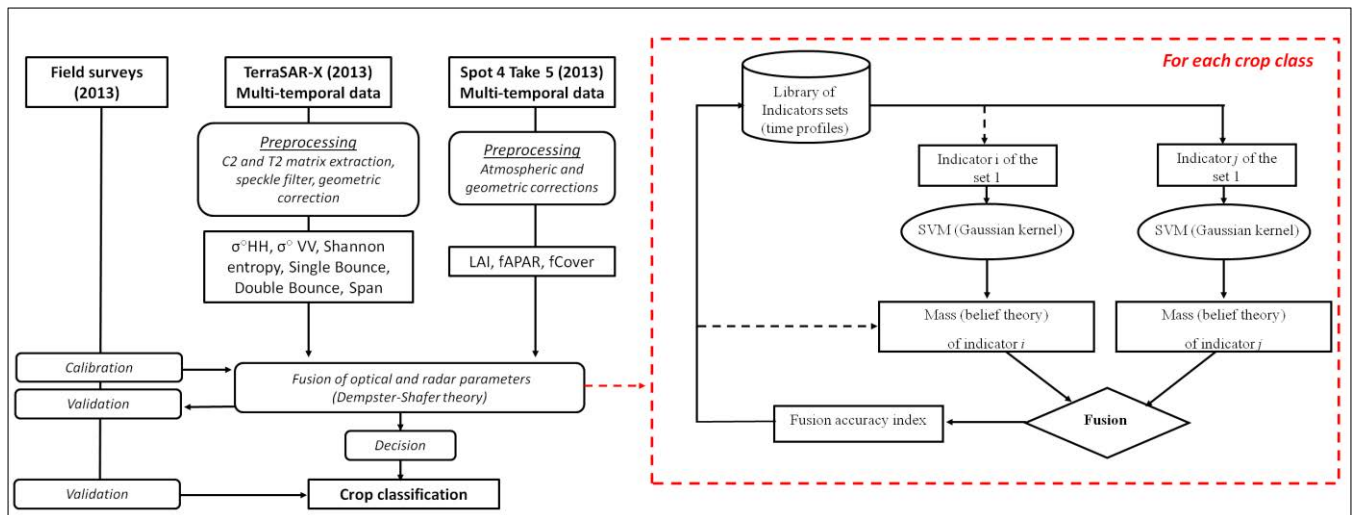 Field surveys
(2013)
TerraSAR-X (2013)
Multi-temporal data
Spot 4 Take 5 (2013)
Multi-temporal data
Preprocessing
C2 and T2 matrix extraction,
speckle filter, geometric
correction
Preprocessing
Atmospheric and
geometric corrections
σ°HH, σ° VV, Shannon
entropy, Single Bounce,
Double Bounce, Span
LAI, fAPAR, fCover
Calibration
Validation
Fusion of optical and radar parameters
(Dempster-Shafer theory)
Decision
Validation
Crop classification
For each crop class
Library of
Indicators sets
(time profiles)
Indicator i of the
set 1
Indicator j of the
set 1
SVM (Gaussian kernel)
SVM (Gaussian kernel)
Mass (belief theory)
of indicator i
Mass (belief theory)
of indicator j
Fusion accuracy index
Fusion